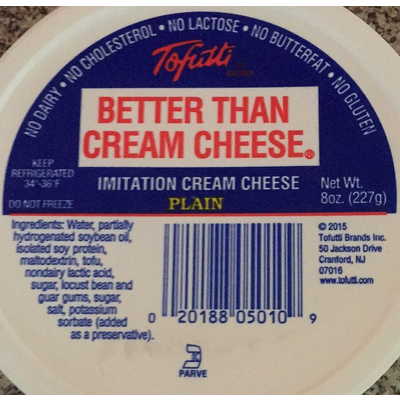 NO DAIRY • NO CHOLESTEROL • NO LACTOSE • NO BUTTERFAT • NO GLUTEN
Tofutti
BRAND
BETTER THAN
CREAM CHEESE®
KEEP
REFRIGERATED
34°-36°F
DO NOT FREEZE
IMITATION CREAM CHEESE
PLAIN
Net Wt.
8oz. (227g)
Ingredients: Water, partially
hydrogenated soybean oil,
isolated soy protein,
maltodextrin, tofu,
nondairy lactic acid,
sugar, locust bean and
guar gums, sugar,
salt, potassium
sorbate (added
as a preservative).
© 2015
Tofutti Brands Inc.
50 Jackson Drive
Cranford, NJ
07016
www.tofutti.com
0 20188 05010 9
PARVE